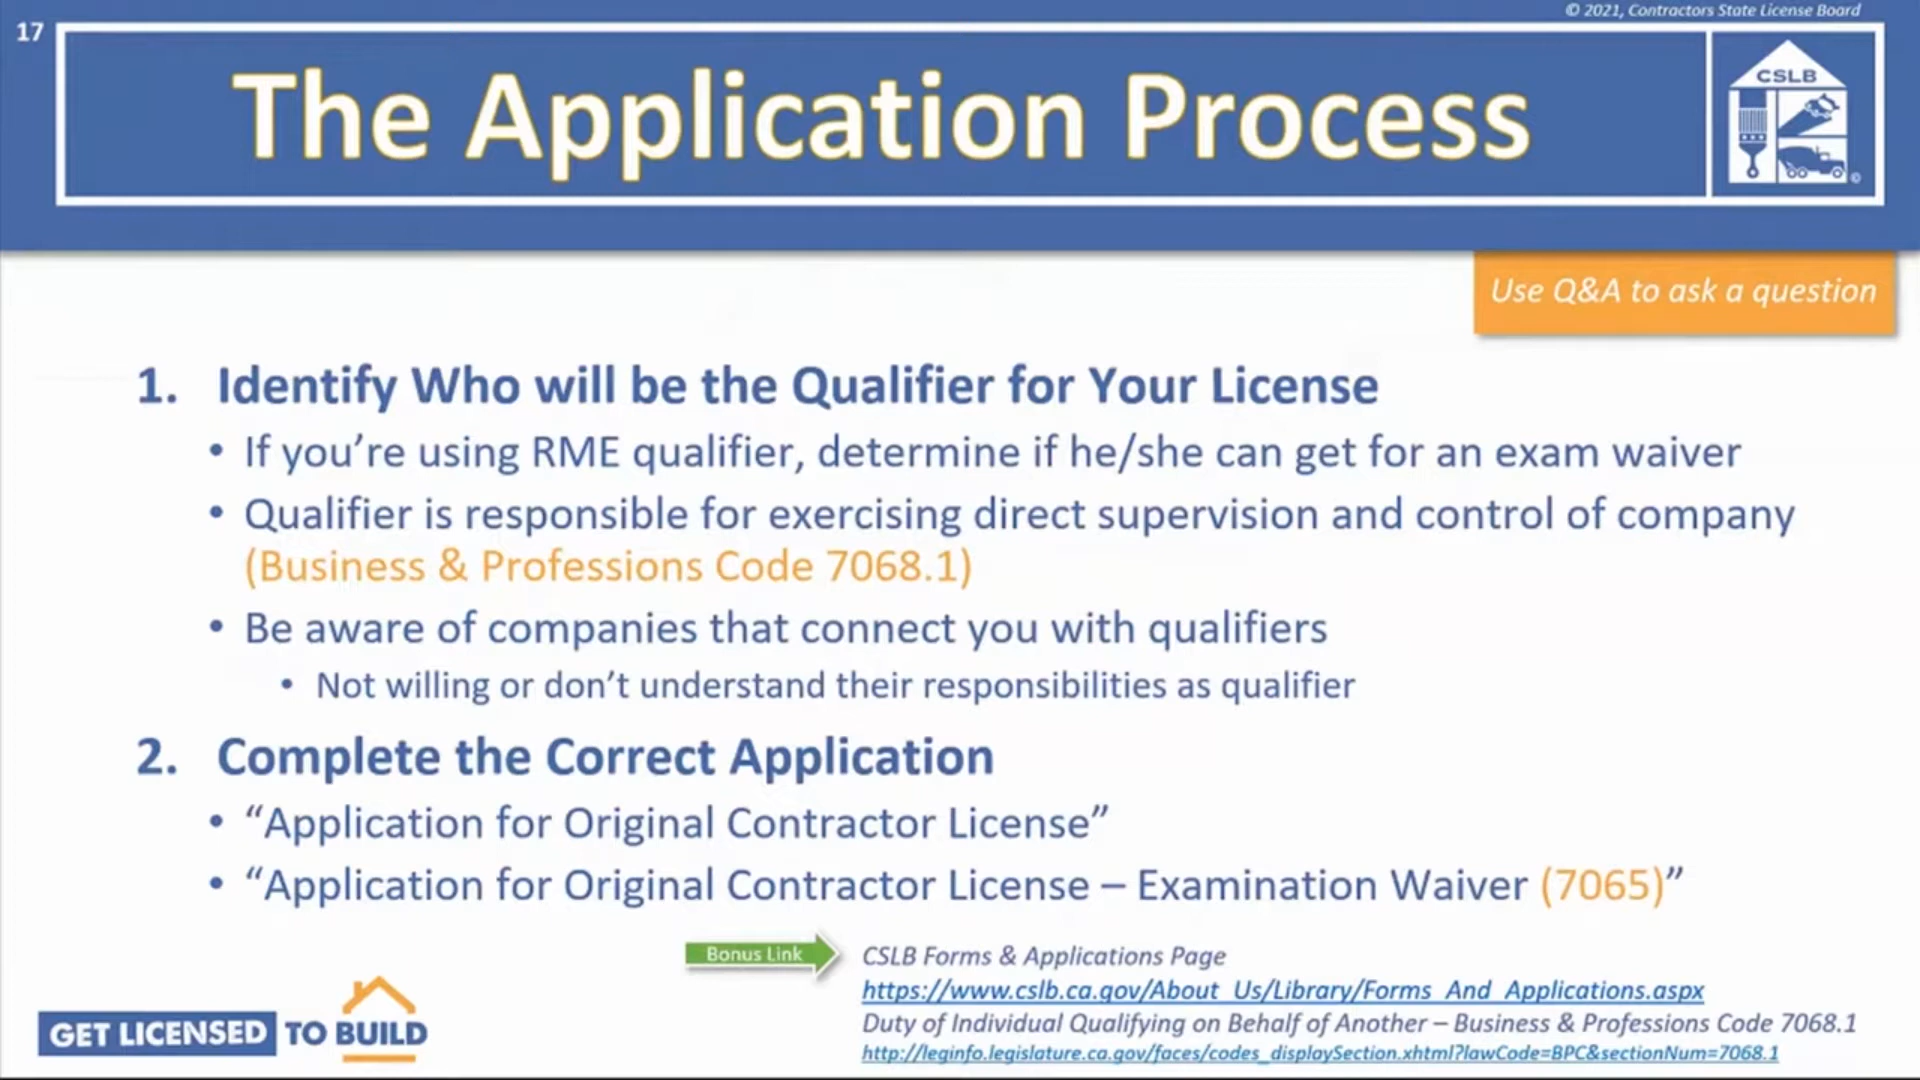 © 2021, Contractors State License Board
17
The Application Process
CSLB
©
Use Q&A to ask a question
1. Identify Who will be the Qualifier for Your License
• If you’re using RME qualifier, determine if he/she can get for an exam waiver
• Qualifier is responsible for exercising direct supervision and control of company
(Business & Professions Code 7068.1)
• Be aware of companies that connect you with qualifiers
• Not willing or don’t understand their responsibilities as qualifier
2. Complete the Correct Application
• “Application for Original Contractor License”
• “Application for Original Contractor License – Examination Waiver (7065)”
Bonus Link
CSLB Forms & Applications Page
https://www.cslb.ca.gov/About_Us/Library/Forms_And_Applications.aspx
Duty of Individual Qualifying on Behalf of Another – Business & Professions Code 7068.1
http://leginfo.legislature.ca.gov/faces/codes_displaySection.xhtml?lawCode=BPC&sectionNum=7068.1
GET LICENSED TO BUILD